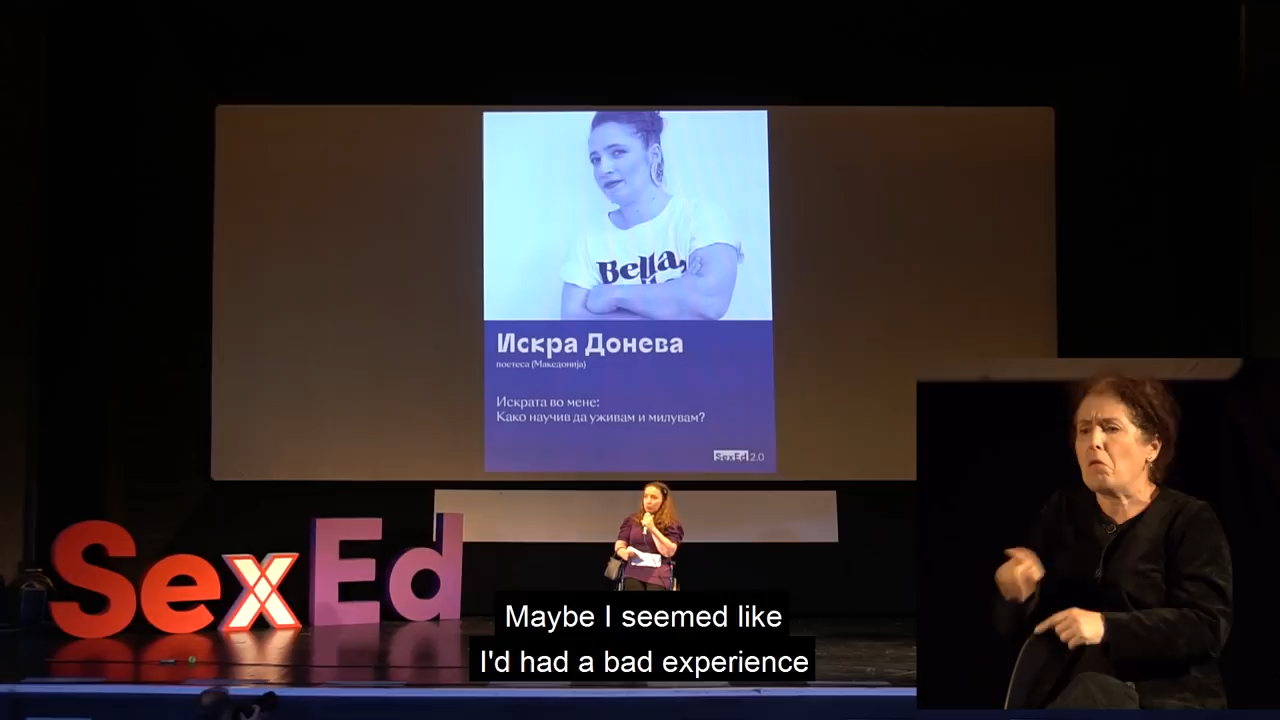 Bella,
Искра Донева
поетеса (Македонија)
Искрата во мене:
Како научив да уживам и милувам?
SexEd 2.0
SexEd
Maybe I seemed like
I'd had a bad experience